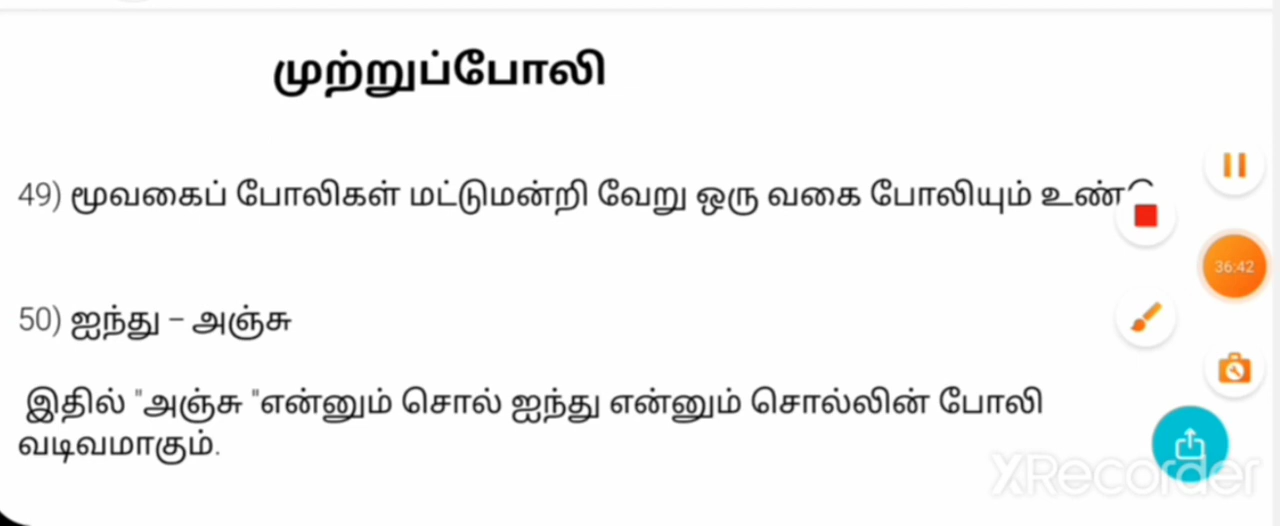 முற்றுப்போலி
49) மூவகைப் போலிகள் மட்டுமன்றி வேறு ஒரு வகை போலியும்
50) ஐந்து – அஞ்சு
இதில் "அஞ்சு "என்னும் சொல் ஐந்து என்னும் சொல்லின் போலி
வடிவமாகும்.
36:42
XRecorder